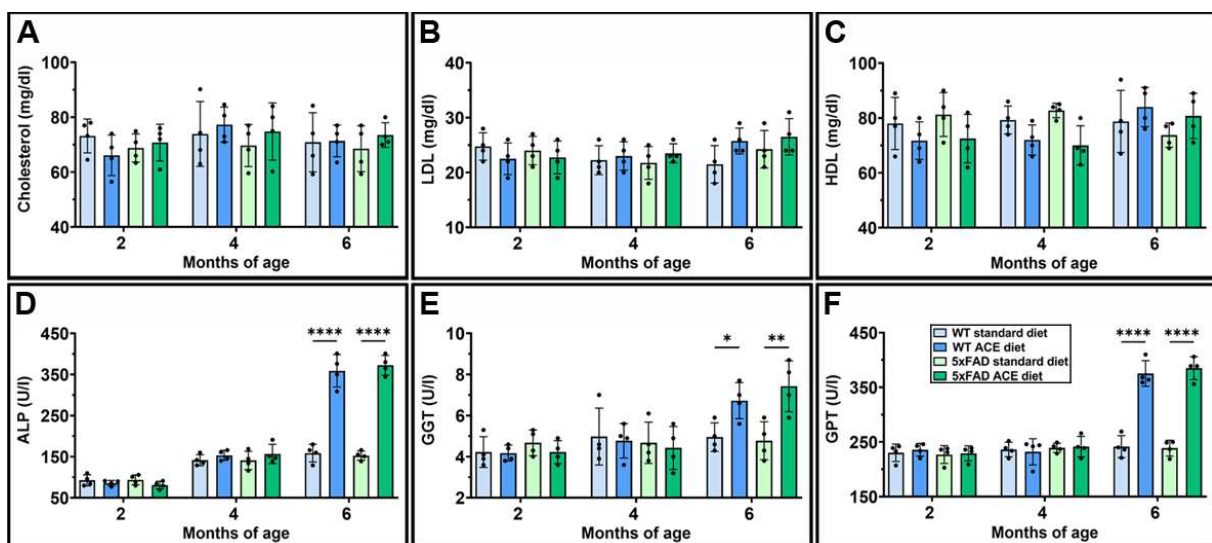 A
Cholesterol (mg/dl)
100
80
60
40
2 4 6
Months of age
B
LDL (mg/dl)
40
30
20
10
2 4 6
Months of age
C
HDL (mg/dl)
100
80
60
40
2 4 6
Months of age
D
ALP (U/l)
450
350
250
150
50
**** ****
2 4 6
Months of age
E
GGT (U/l)
10
8
6
4
2
* **
2 4 6
Months of age
F
GPT (U/l)
450
350
250
150
WT standard diet
WT ACE diet
5xFAD standard diet
5xFAD ACE diet
**** ****
2 4 6
Months of age